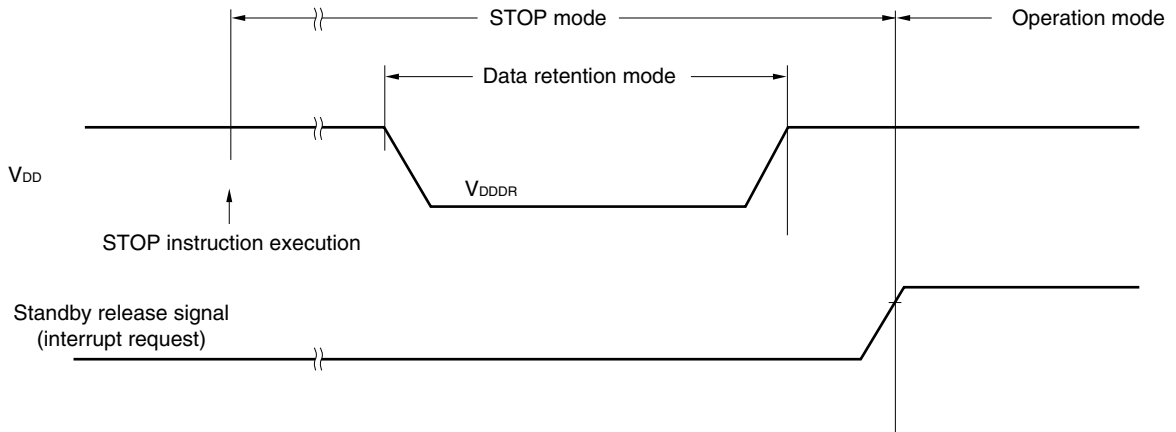 STOP mode
Operation mode
Data retention mode
VDD
VDDDR
STOP instruction execution
Standby release signal
(interrupt request)